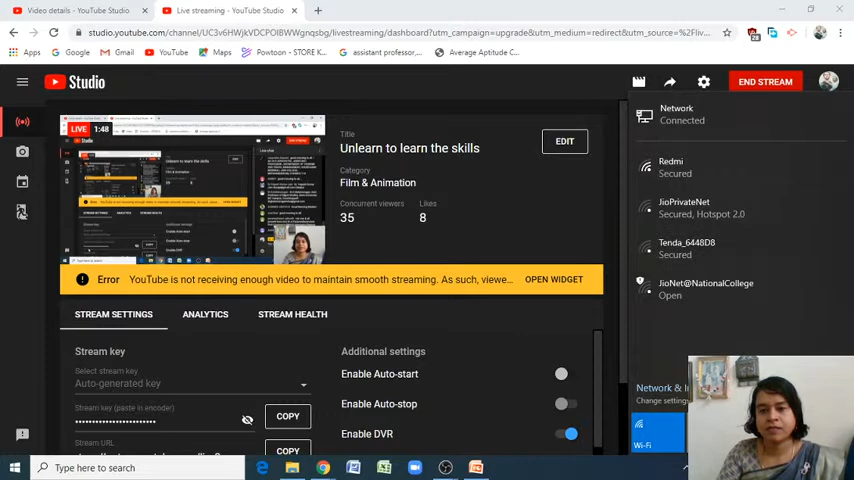 Video details - YouTube Studio
Live streaming - YouTube Studio
studio.youtube.com/channel/UC3v6HWjkVDCPOIBWWgnqsbg/livestreaming/dashboard?utm_campaign=upgrade&utm_medium=redirect&utm_source=%2Fliv...
28
Apps Google Gmail YouTube Maps Powtoon - STORE K... assistant professor,... Average Aptitude C...
Studio
END STREAM
LIVE 1:48
Title
Unlearn to learn the skills
EDIT
Category
Film & Animation
Concurrent viewers Likes
35 8
Error YouTube is not receiving enough video to maintain smooth streaming. As such, viewe... OPEN WIDGET
STREAM SETTINGS ANALYTICS STREAM HEALTH
Stream key
Select stream key
Auto-generated key
Stream key (paste in encoder)
COPY
Stream URL
COPY
Additional settings
Enable Auto-start
Enable Auto-stop
Enable DVR
Network
Connected
Redmi
Secured
JioPrivateNet
Secured, Hotspot 2.0
Tenda_6448D8
Secured
JioNet@NationalCollege
Open
Network & In
Change settings
Wi-Fi
Type here to search